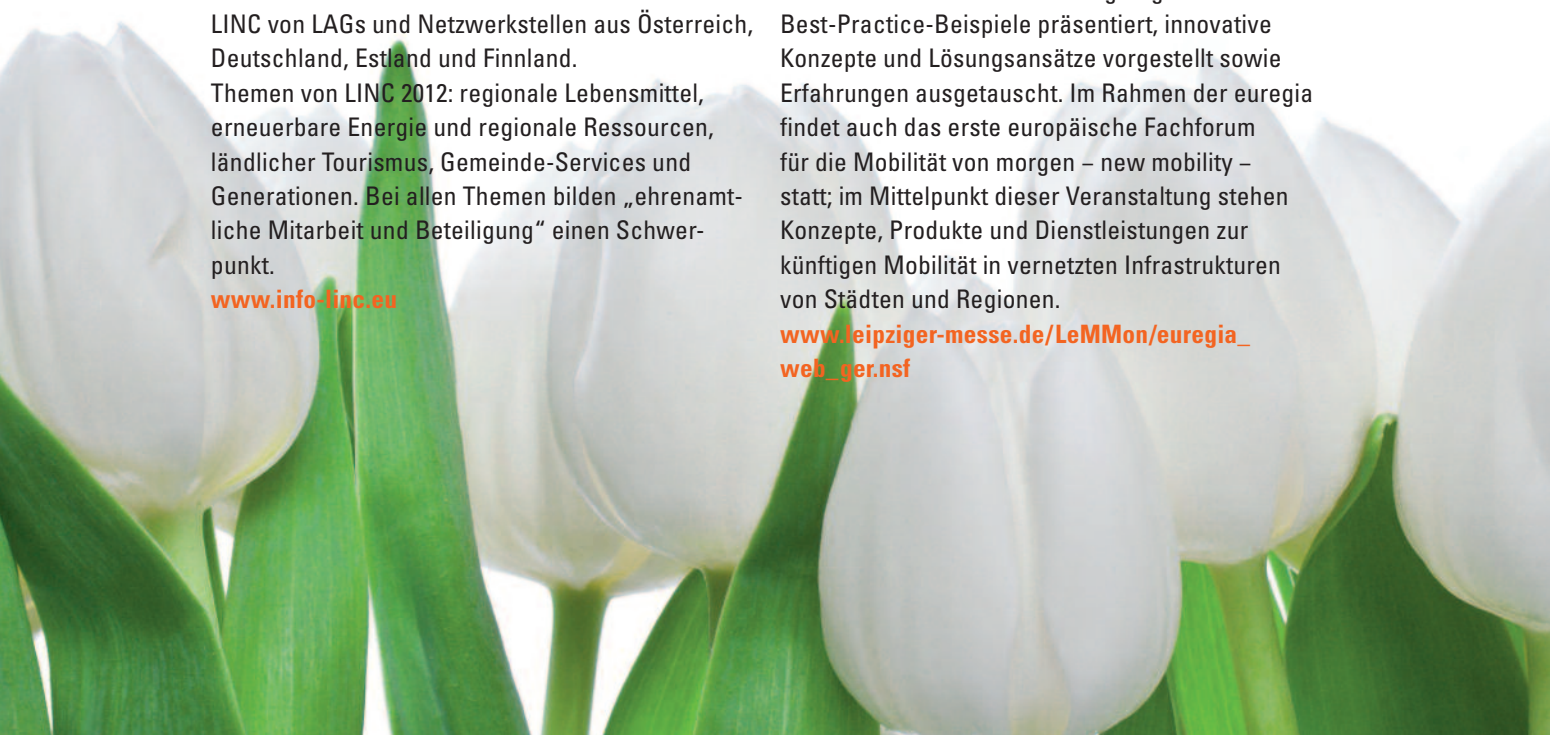 LINC von LAGs und Netzwerkstellen aus Österreich,
Deutschland, Estland und Finnland.
Themen von LINC 2012: regionale Lebensmittel,
erneuerbare Energie und regionale Ressourcen,
ländlicher Tourismus, Gemeinde-Services und
Generationen. Bei allen Themen bilden „ehrenamt-
liche Mitarbeit und Beteiligung“ einen Schwer-
punkt.
www.info-linc.eu
Best-Practice-Beispiele präsentiert, innovative
Konzepte und Lösungsansätze vorgestellt sowie
Erfahrungen ausgetauscht. Im Rahmen der euregia
findet auch das erste europäische Fachforum
für die Mobilität von morgen – new mobility –
statt; im Mittelpunkt dieser Veranstaltung stehen
Konzepte, Produkte und Dienstleistungen zur
künftigen Mobilität in vernetzten Infrastrukturen
von Städten und Regionen.
www.leipziger-messe.de/LeMMon/euregia_
web_ger.nsf